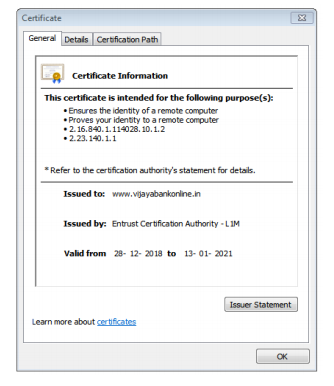 Certificate
General Details Certification Path
Certificate Information
This certificate is intended for the following purpose(s):
• Ensures the identity of a remote computer
• Proves your identity to a remote computer
• 2.16.840.1.114028.10.1.2
• 2.23.140.1.1
* Refer to the certification authority's statement for details.
Issued to: www.vijayabankonline.in
Issued by: Entrust Certification Authority - L1M
Valid from 28- 12- 2018 to 13- 01- 2021
Issuer Statement
Learn more about certificates
OK